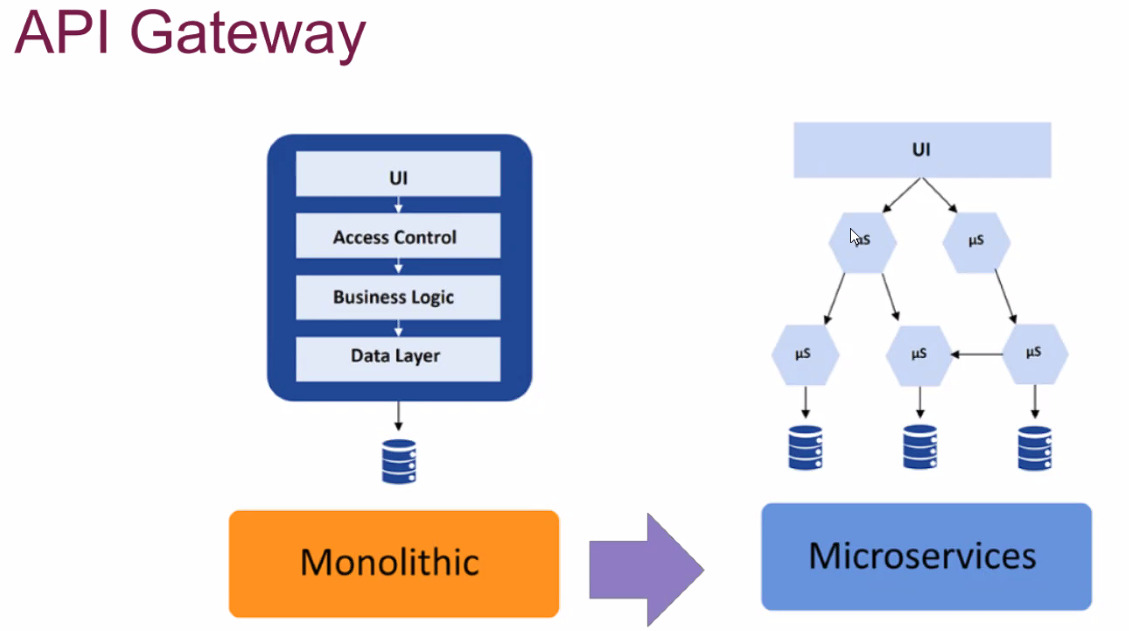 API Gateway
UI
Access Control
Business Logic
Data Layer
Monolithic
UI
µS
µS
µS
µS
µS
Microservices